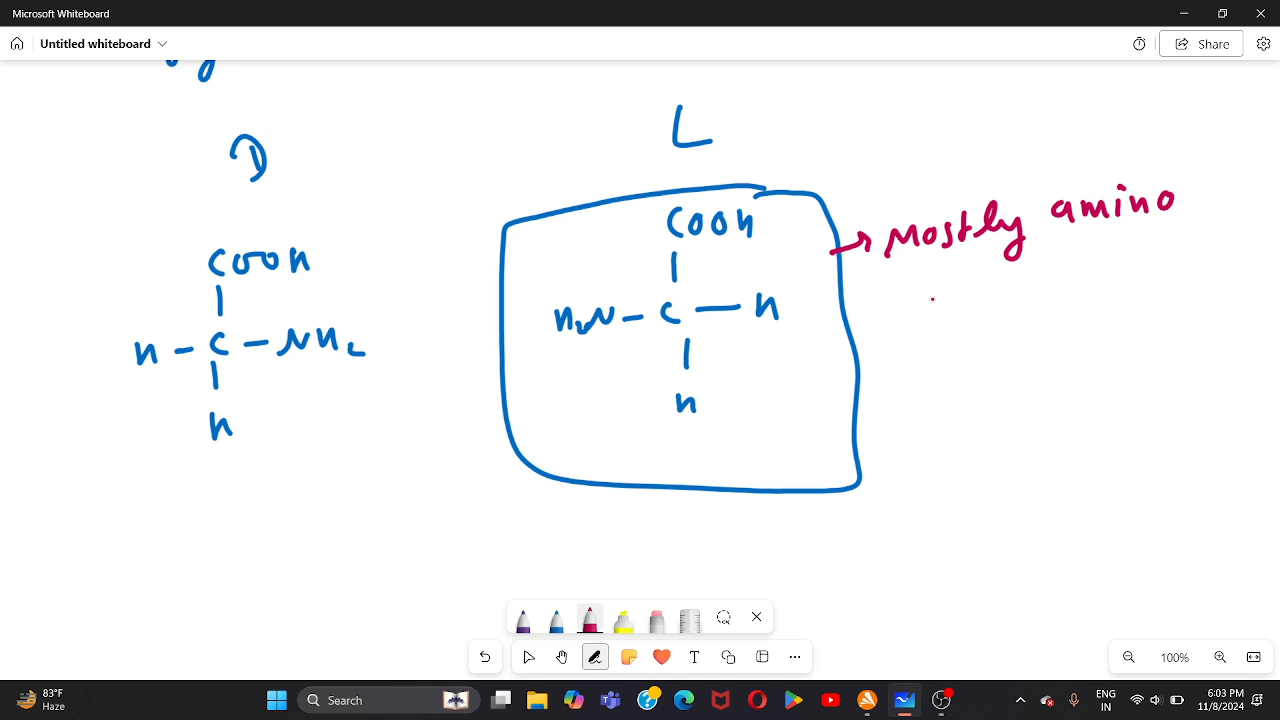 Microsoft Whiteboard
Untitled whiteboard
Share
D
L
COOH
H - C - NH2
H
COOH
H2N - C - H
H
Mostly amino
100%
83°F
Haze
Search
ENG
IN
6:03 PM
11/8/2024